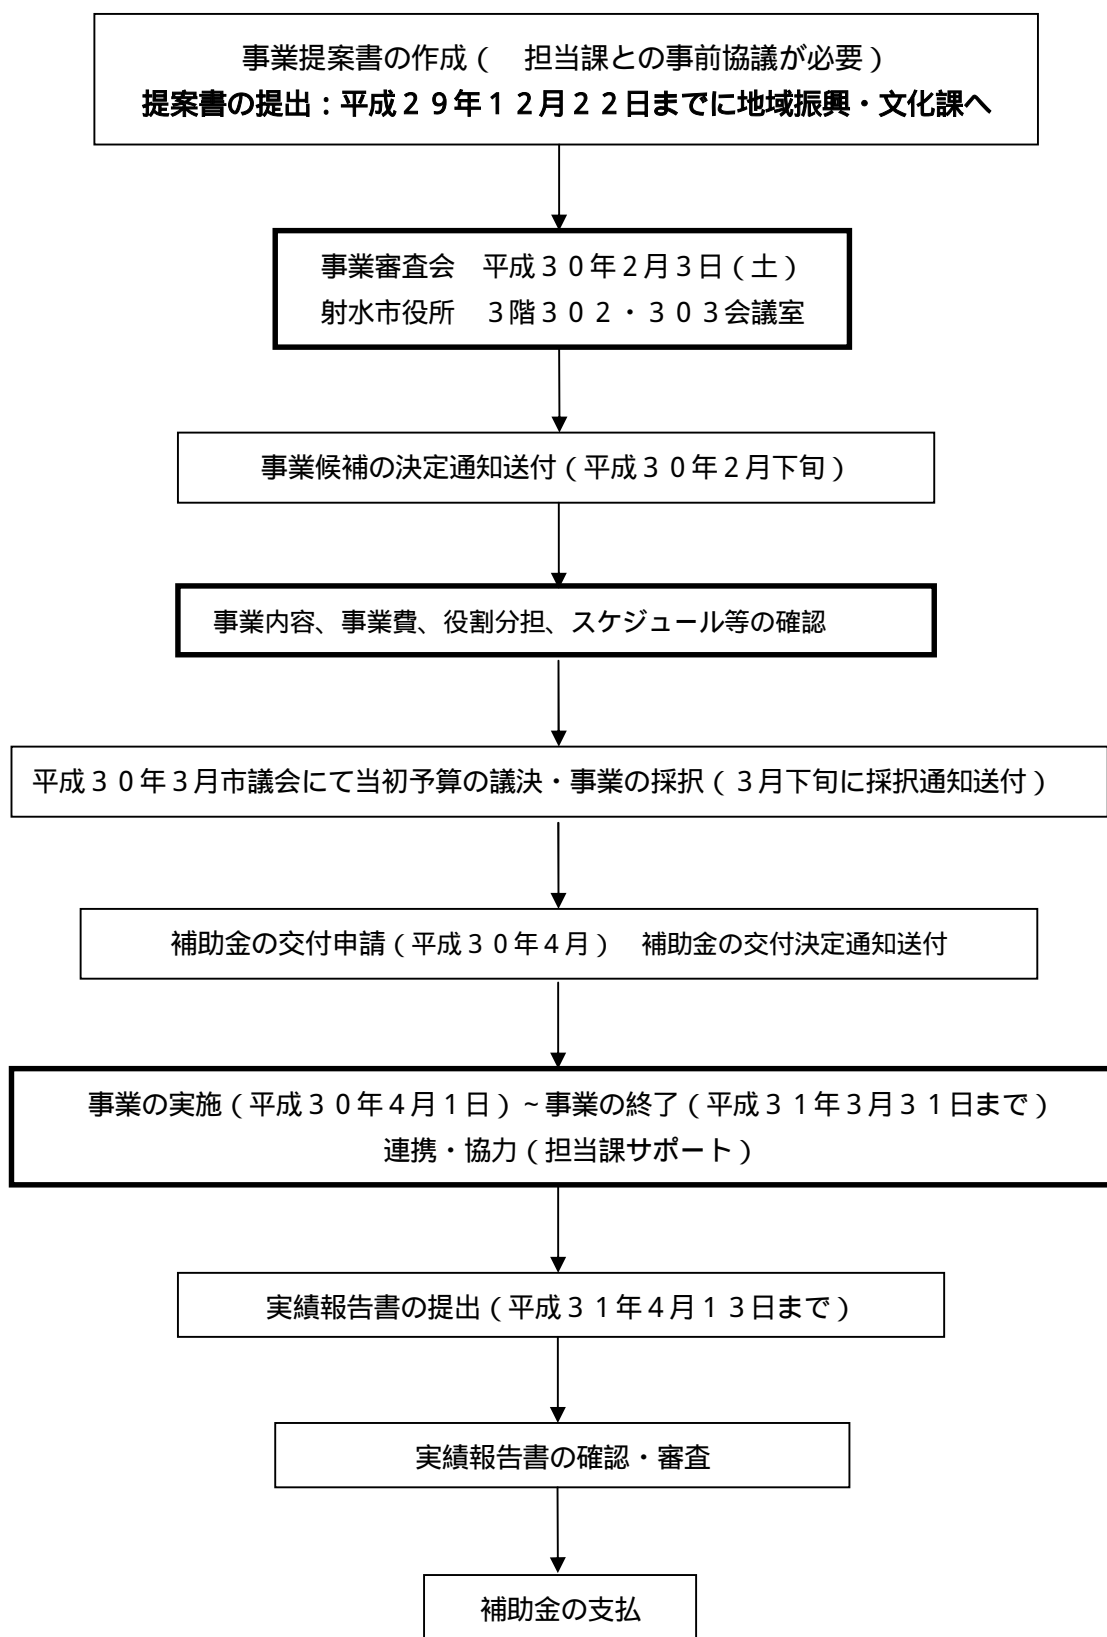 事業提案書の作成（　担当課との事前協議が必要）
提案書の提出：平成２９年１２月２２日までに地域振興・文化課へ
事業審査会　平成３０年２月３日（土）
射水市役所　３階３０２・３０３会議室
事業候補の決定通知送付（平成３０年２月下旬）
事業内容、事業費、役割分担、スケジュール等の確認
平成３０年３月市議会にて当初予算の議決・事業の採択（３月下旬に採択通知送付）
補助金の交付申請（平成３０年４月）　補助金の交付決定通知送付
事業の実施（平成３０年４月１日）～事業の終了（平成３１年３月３１日まで）
連携・協力（担当課サポート）
実績報告書の提出（平成３１年４月１３日まで）
実績報告書の確認・審査
補助金の支払